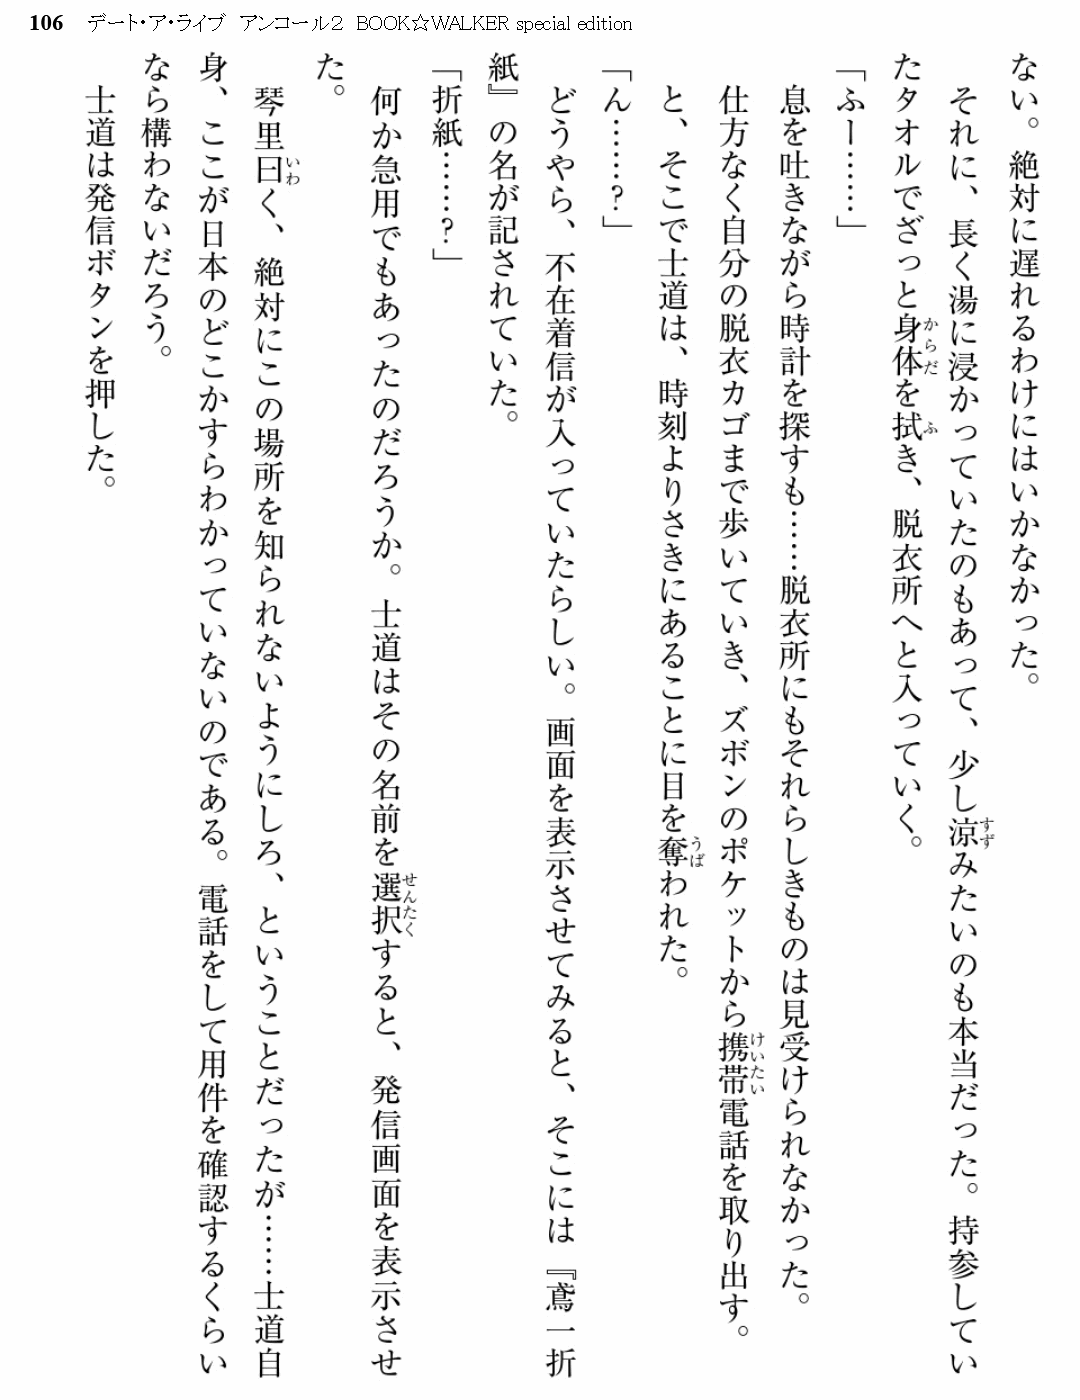 106 デート・ア・ライブ アンコール2 BOOK☆WALKER special edition
ない。絶対に遅れるわけにはいかなかった。
それに、長く湯に浸かっていたのもあって、少し涼みたいのも本当だった。持参してい
たタオルでざっと身体を拭き、脱衣所へと入っていく。
「ふー……」
息を吐きながら時計を探すも……脱衣所にもそれらしきものは見受けられなかった。
仕方なく自分の脱衣カゴまで歩いていき、ズボンのポケットから携帯電話を取り出す。
と、そこで士道は、時刻よりさきにあることに目を奪われた。
「ん……?」
どうやら、不在着信が入っていたらしい。画面を表示させてみると、そこには『鳶一折
紙』の名が記されていた。
「折紙……?」
何か急用でもあったのだろうか。士道はその名前を選択すると、発信画面を表示させ
た。
琴里曰く、絶対にこの場所を知られないようにしろ、ということだったが……士道自
身、ここが日本のどこかすらわかっていないのである。電話をして用件を確認するくらい
なら構わないだろう。
士道は発信ボタンを押した。